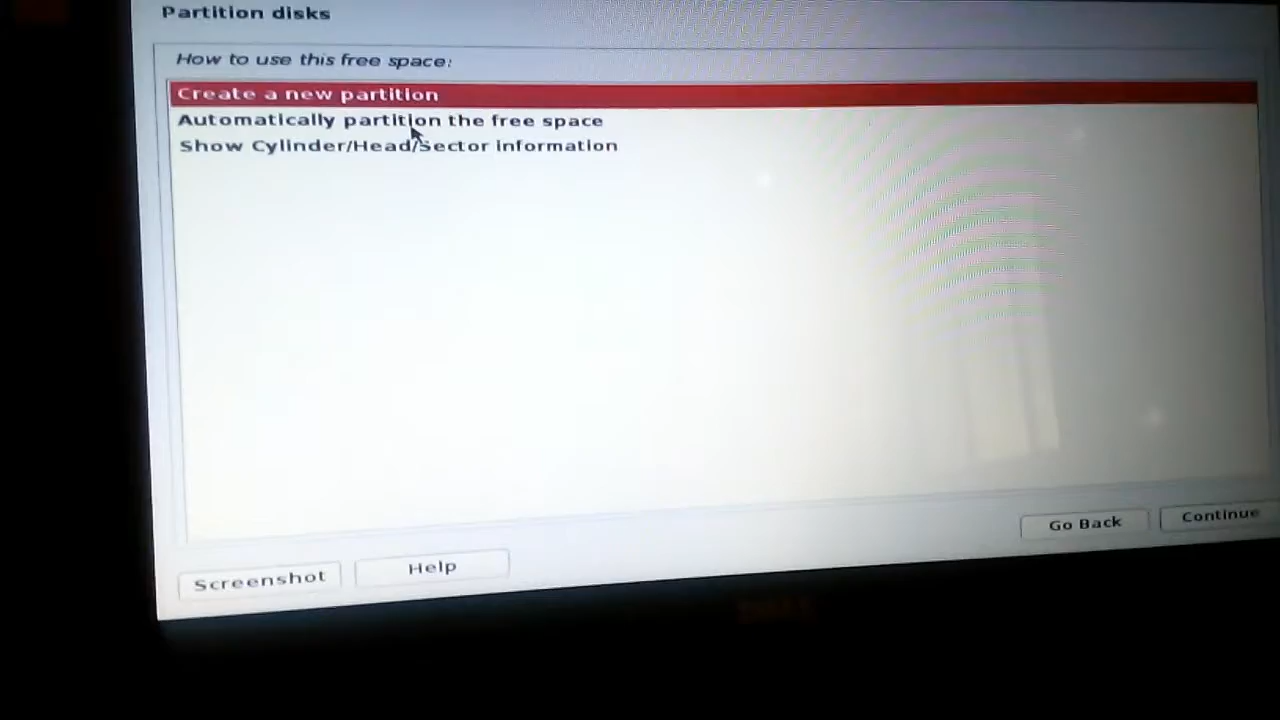 Partition disks
How to use this free space:
Create a new partition
Automatically partition the free space
Show Cylinder/Head/Sector information
Go Back
Continue
Screenshot
Help